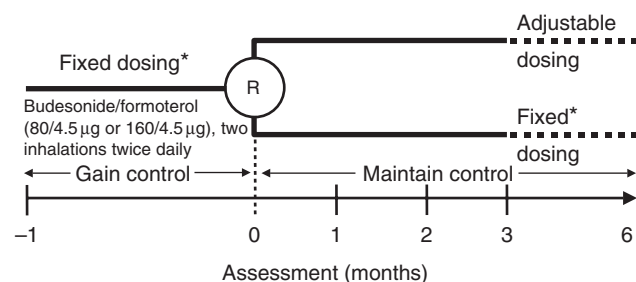 Adjustable
dosing
Fixed dosing*
R
Budesonide/formoterol
(80/4.5 μg or 160/4.5 μg), two
inhalations twice daily
Fixed*
dosing
Gain control
Maintain control
–1 0 1 2 3 6
Assessment (months)